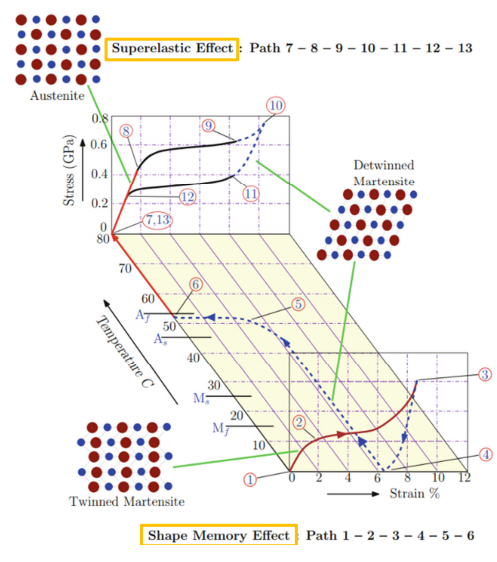 Superelastic Effect : Path 7 – 8 – 9 – 10 – 11 – 12 – 13
Austenite
Stress (GPa)
0.8
0.6
0.4
0.2
0
8
9
10
11
12
7,13
Detwinned
Martensite
80
70
60
50
40
30
20
10
Af
As
Ms
Mf
Temperature C
6
5
3
2
4
1
0 2 4 6 8 10 12
Strain %
Twinned Martensite
Shape Memory Effect : Path 1 – 2 – 3 – 4 – 5 – 6